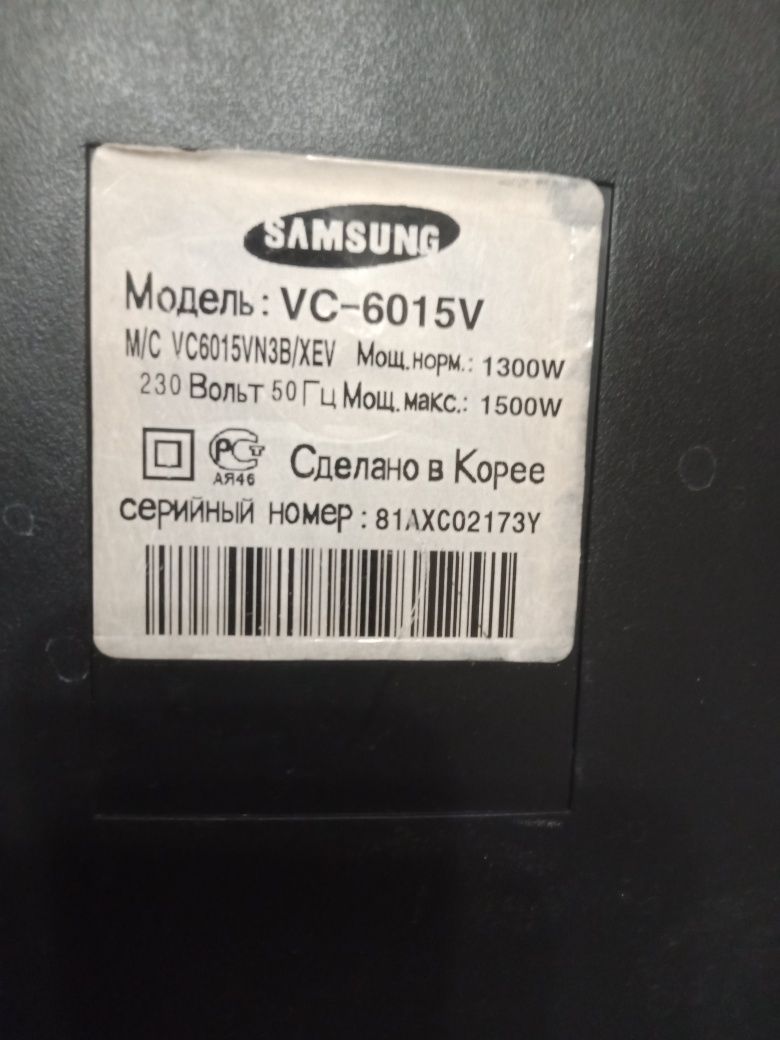 SAMSUNG
Модель: VC-6015V
M/C VC6015VN3B/XEV Мощ.норм.: 1300W
230 Вольт 50 Гц Мощ.макс.: 1500W
РСТ Сделано в Корее
АЯ46
серийный номер: 81AXC02173Y